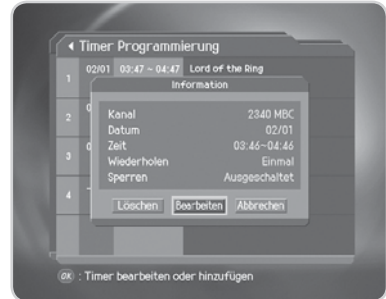 Timer Programmierung
1 02/01 03:47 ~ 04:47 Lord of the Ring
Information
2 0
Kanal 2340 MBC
Datum 02/01
3 0
Zeit 03:46~04:46
Wiederholen Einmal
Sperren Ausgeschaltet
4
Löschen Bearbeiten Abbrechen
OK : Timer bearbeiten oder hinzufügen